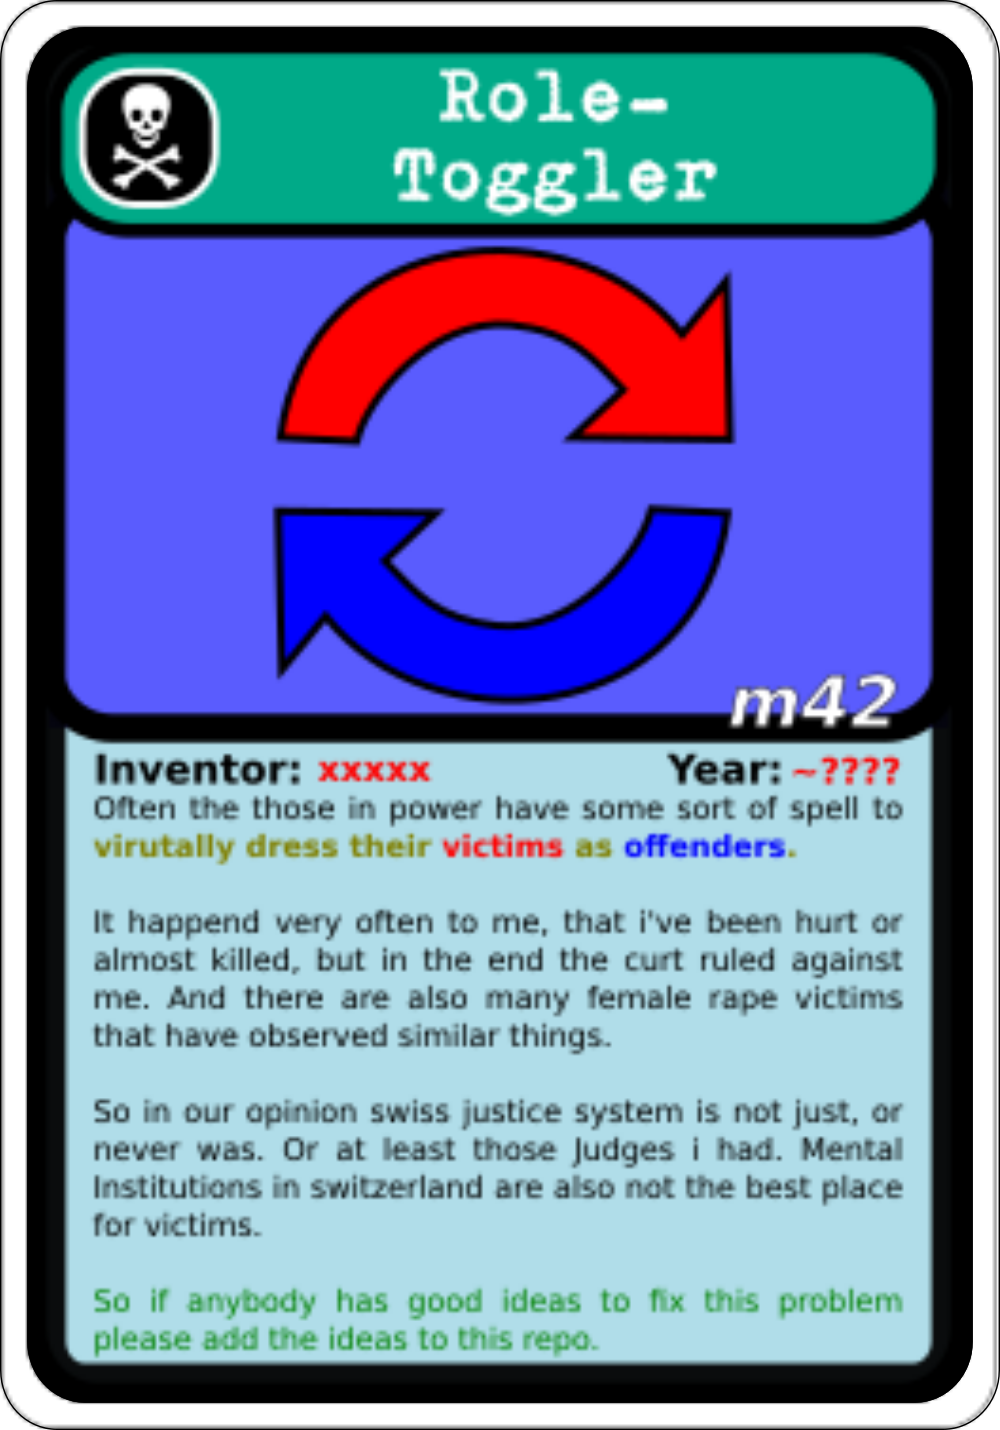 Role-
Toggler
m42
Inventor: xxxxx Year: ~????
Often the those in power have some sort of spell to
virutally dress their victims as offenders.
It happend very often to me, that i've been hurt or
almost killed, but in the end the curt ruled against
me. And there are also many female rape victims
that have observed similar things.
So in our opinion swiss justice system is not just, or
never was. Or at least those Judges i had. Mental
Institutions in switzerland are also not the best place
for victims.
So if anybody has good ideas to fix this problem
please add the ideas to this repo.